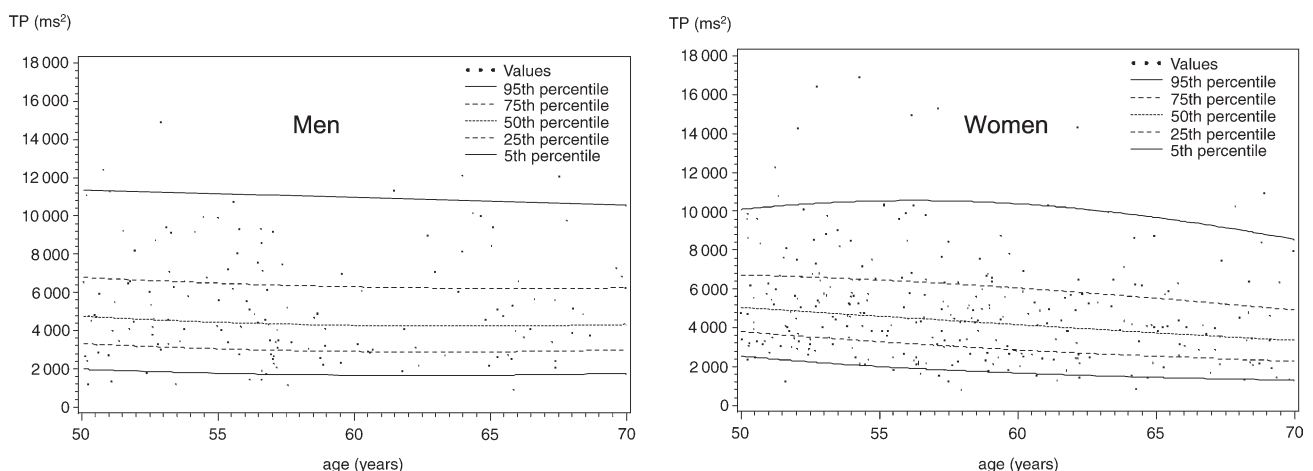 TP (ms²)
18 000
16 000
14 000
12 000
10 000
8 000
6 000
4 000
2 000
0
50
55
60
65
70
age (years)
Men
Values
95th percentile
75th percentile
50th percentile
25th percentile
5th percentile
TP (ms²)
18 000
16 000
14 000
12 000
10 000
8 000
6 000
4 000
2 000
0
50
55
60
65
70
age (years)
Women
Values
95th percentile
75th percentile
50th percentile
25th percentile
5th percentile